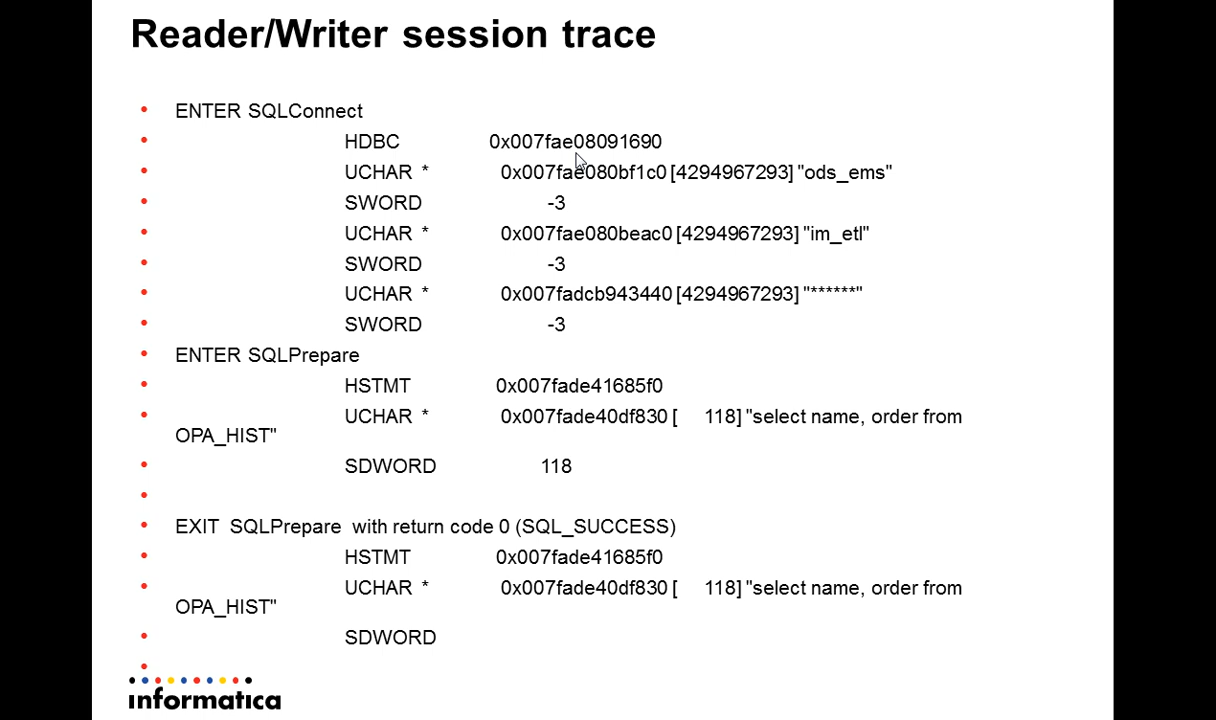 Reader/Writer session trace
• ENTER SQLConnect
• HDBC 0x007fae08091690
• UCHAR * 0x007fae080bf1c0 [4294967293] "ods_ems"
• SWORD -3
• UCHAR * 0x007fae080beac0 [4294967293] "im_etl"
• SWORD -3
• UCHAR * 0x007fadcb943440 [4294967293] "******"
• SWORD -3
• ENTER SQLPrepare
• HSTMT 0x007fade41685f0
• UCHAR * 0x007fade40df830 [ 118] "select name, order from
OPA_HIST"
• SDWORD 118
•
• EXIT SQLPrepare with return code 0 (SQL_SUCCESS)
• HSTMT 0x007fade41685f0
• UCHAR * 0x007fade40df830 [ 118] "select name, order from
OPA_HIST"
• SDWORD
•
informatica